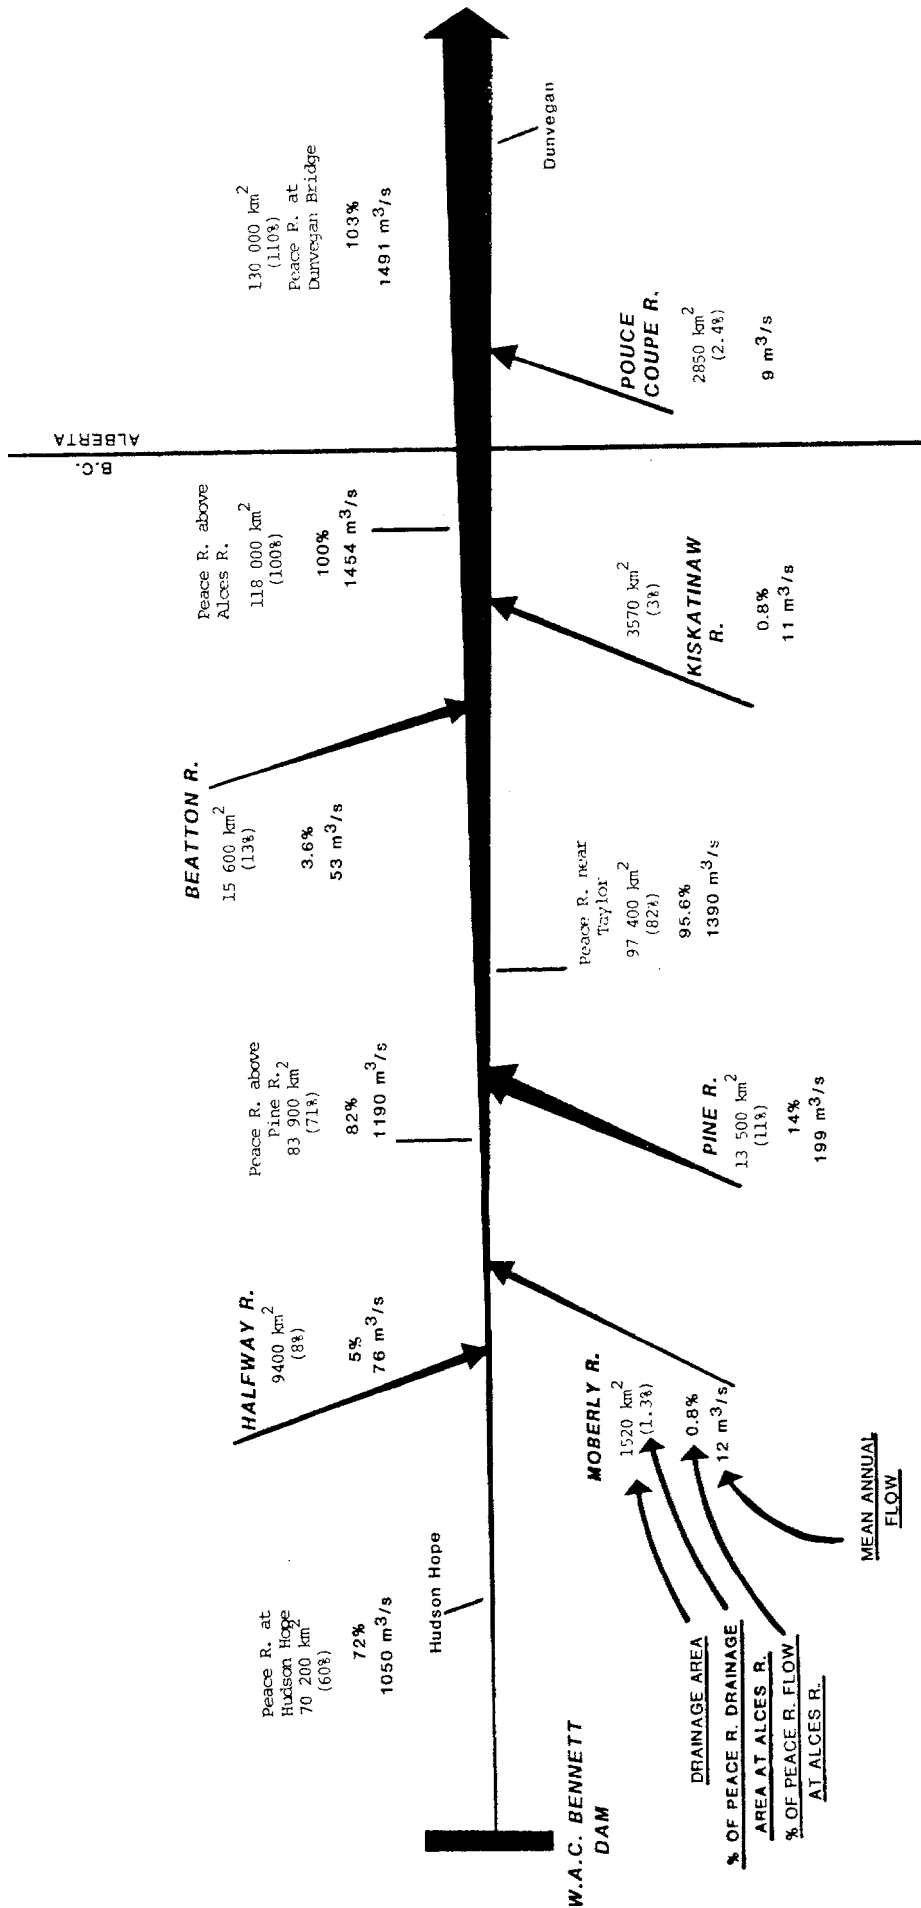 Peace R. at
Hudson Hope
70 200 km2
(60%)
72%
1050 m3/s
Hudson Hope
W.A.C. BENNETT
DAM
HALFWAY R.
9400 km2
(8%)
5%
76 m3/s
MOBERLY R.
1520 km2
(1.3%)
0.8%
12 m3/s
DRAINAGE AREA
% OF PEACE R. DRAINAGE
AREA AT ALCES R.
% OF PEACE R. FLOW
AT ALCES R.
MEAN ANNUAL
FLOW
Peace R. above
Pine R.
83 900 km2
(71%)
82%
1190 m3/s
PINE R.
13 500 km2
(11%)
14%
199 m3/s
Peace R. near
Taylor
97 400 km2
(82%)
95.6%
1390 m3/s
BEATTON R.
15 600 km2
(13%)
3.6%
53 m3/s
KISKATINAW
R.
3570 km2
(3%)
0.8%
11 m3/s
Peace R. above
Alces R.
118 000 km2
(100%)
100%
1454 m3/s
B.C.
ALBERTA
POUCE
COUPE R.
2850 km2
(2.4%)
9 m3/s
130 000 km2
(110%)
Peace R. at
Dunvegan Bridge
103%
1491 m3/s
Dunvegan